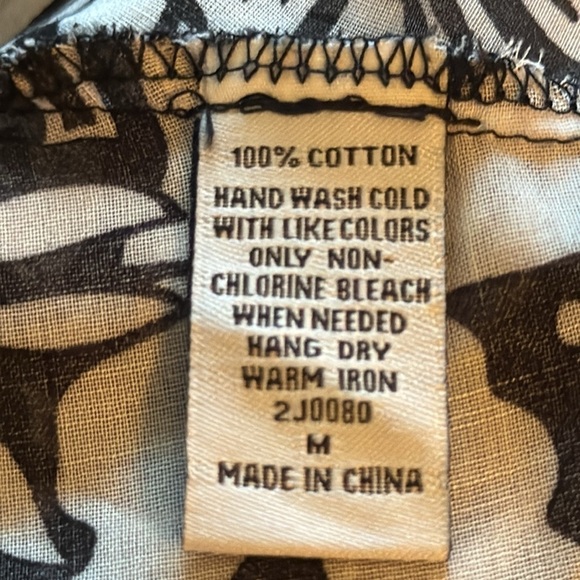 100% COTTON
HAND WASH COLD
WITH LIKE COLORS
ONLY NON-
CHLORINE BLEACH
WHEN NEEDED
HANG DRY
WARM IRON
2J0080
M
MADE IN CHINA